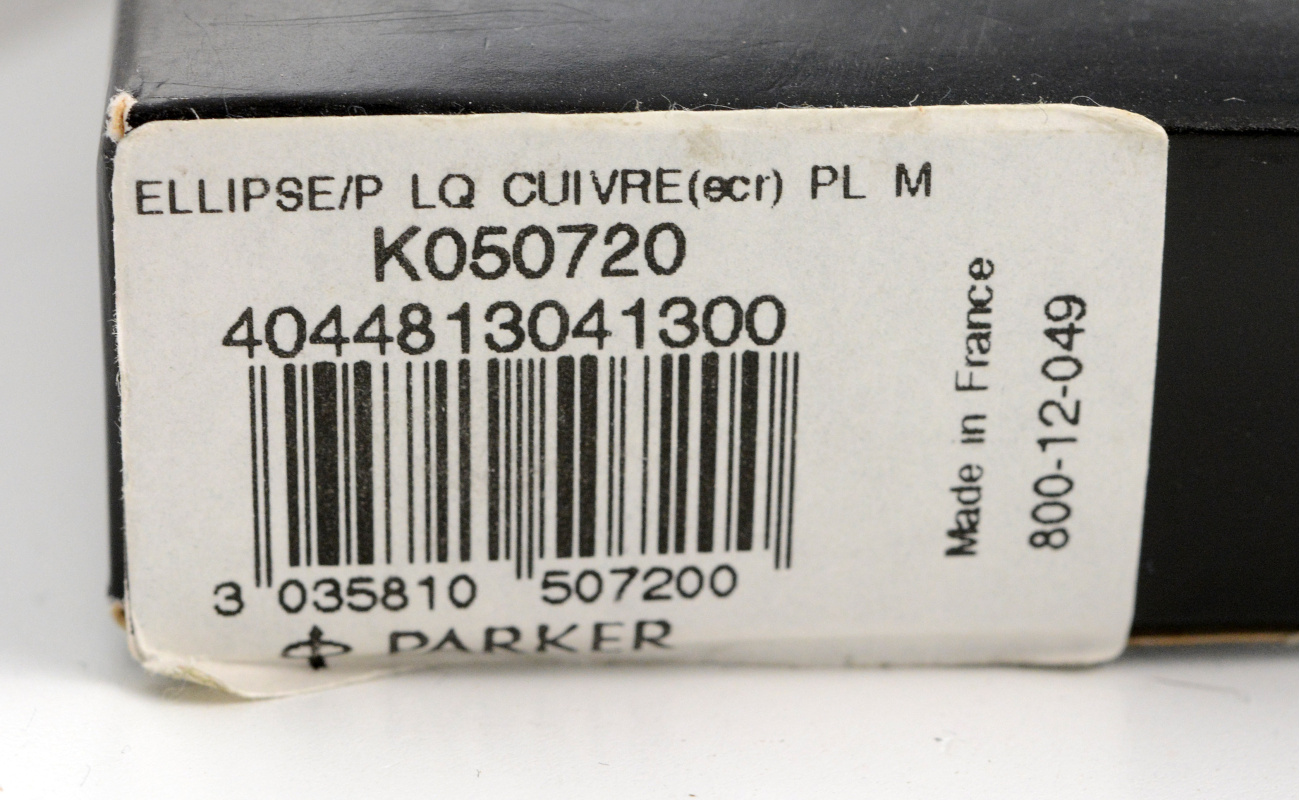 ELLIPSE/P LQ CUIVRE(ecr) PL M
K050720
4044813041300
3 035810 507200
PARKER
Made in France
800-12-049